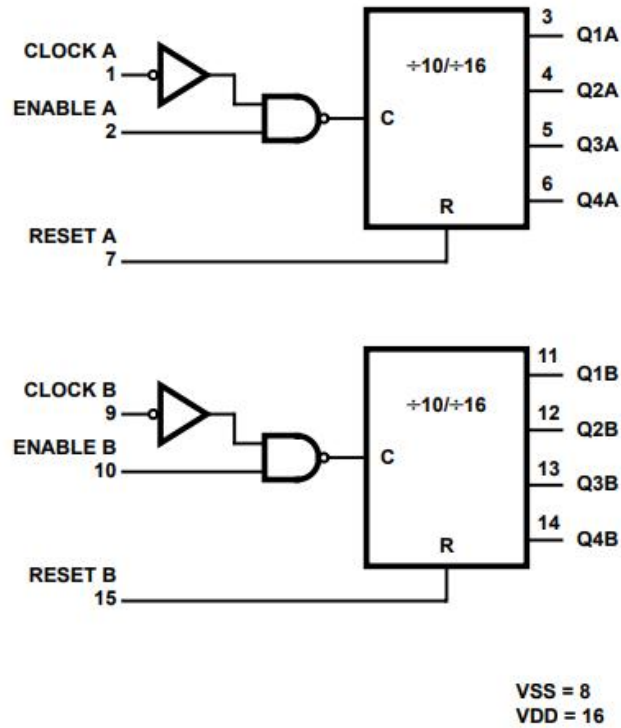 CLOCK A
1
ENABLE A
2
RESET A
7
÷10/÷16
C
R
3
Q1A
4
Q2A
5
Q3A
6
Q4A
CLOCK B
9
ENABLE B
10
RESET B
15
÷10/÷16
C
R
11
Q1B
12
Q2B
13
Q3B
14
Q4B
VSS = 8
VDD = 16